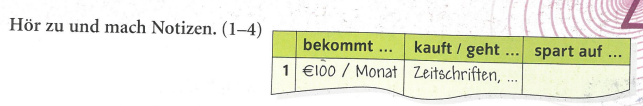 Hör zu und mach Notizen. (1–4)
bekommt ... kauft / geht ... spart auf ...
1 €100 / Monat Zeitschriften, ...